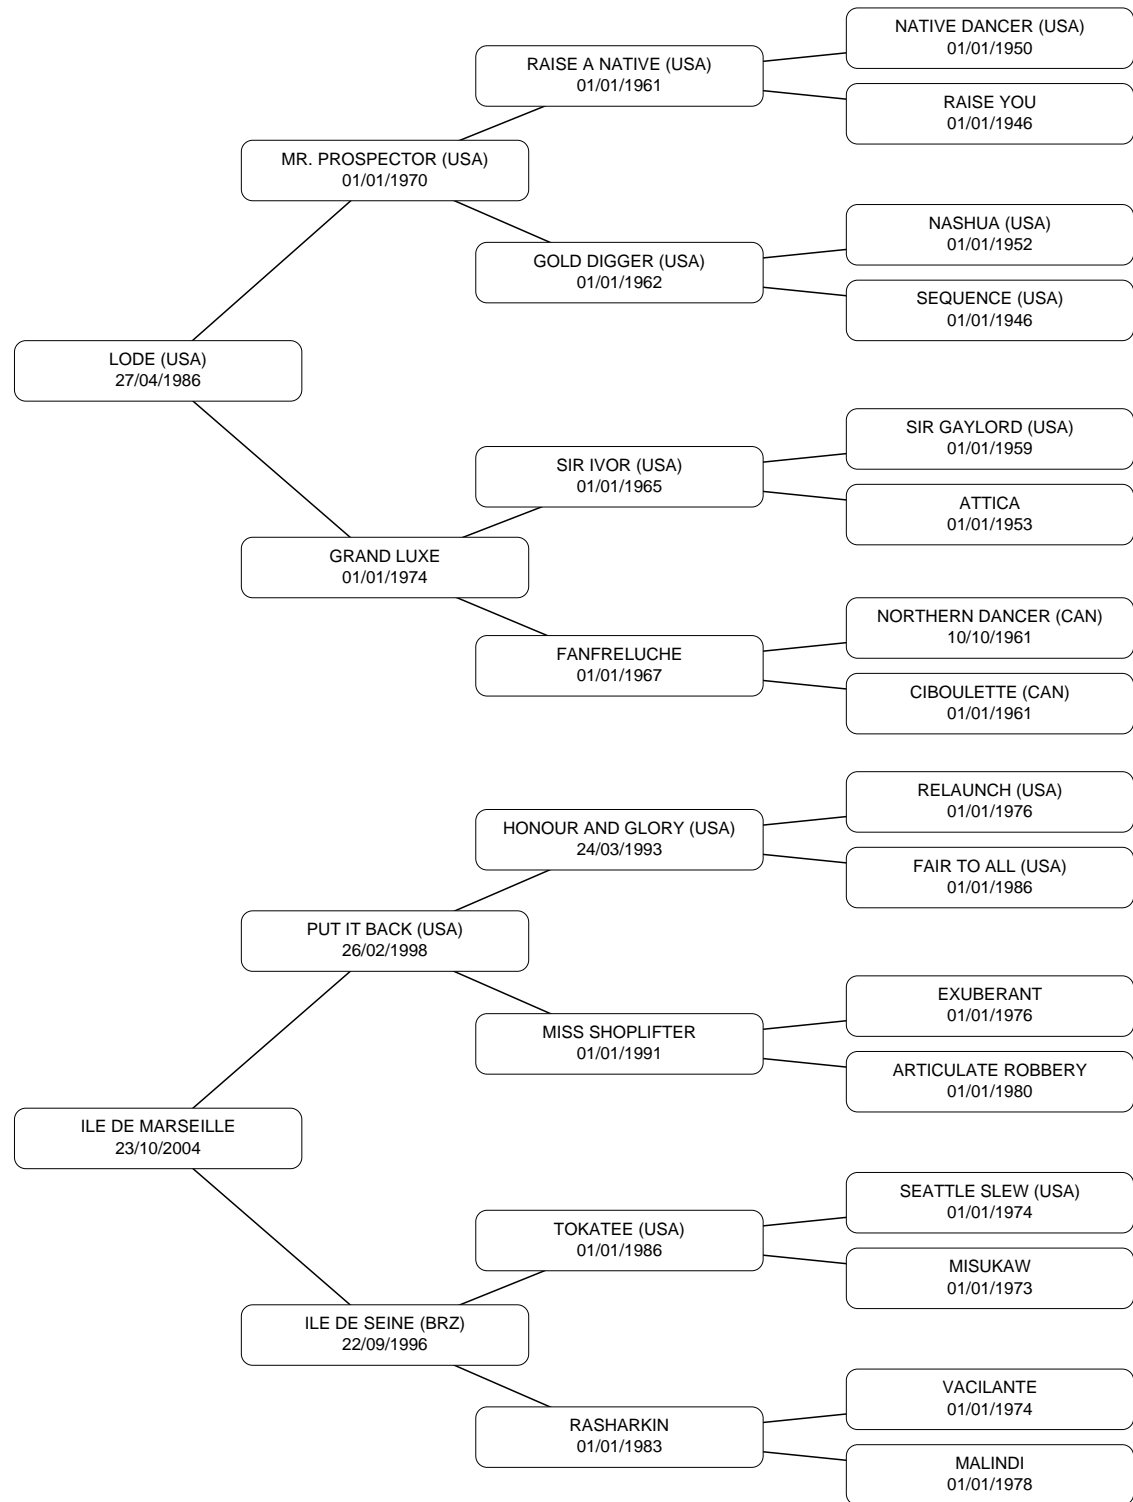 NATIVE DANCER (USA)
01/01/1950
RAISE A NATIVE (USA)
01/01/1961
RAISE YOU
01/01/1946
MR. PROSPECTOR (USA)
01/01/1970
NASHUA (USA)
01/01/1952
GOLD DIGGER (USA)
01/01/1962
SEQUENCE (USA)
01/01/1946
LODE (USA)
27/04/1986
SIR GAYLORD (USA)
01/01/1959
SIR IVOR (USA)
01/01/1965
ATTICA
01/01/1953
GRAND LUXE
01/01/1974
NORTHERN DANCER (CAN)
10/10/1961
FANFRELUCHE
01/01/1967
CIBOULETTE (CAN)
01/01/1961
RELAUNCH (USA)
01/01/1976
HONOUR AND GLORY (USA)
24/03/1993
FAIR TO ALL (USA)
01/01/1986
PUT IT BACK (USA)
26/02/1998
EXUBERANT
01/01/1976
MISS SHOPLIFTER
01/01/1991
ARTICULATE ROBBERY
01/01/1980
ILE DE MARSEILLE
23/10/2004
SEATTLE SLEW (USA)
01/01/1974
TOKATEE (USA)
01/01/1986
MISUKAW
01/01/1973
ILE DE SEINE (BRZ)
22/09/1996
VACILANTE
01/01/1974
RASHARKIN
01/01/1983
MALINDI
01/01/1978